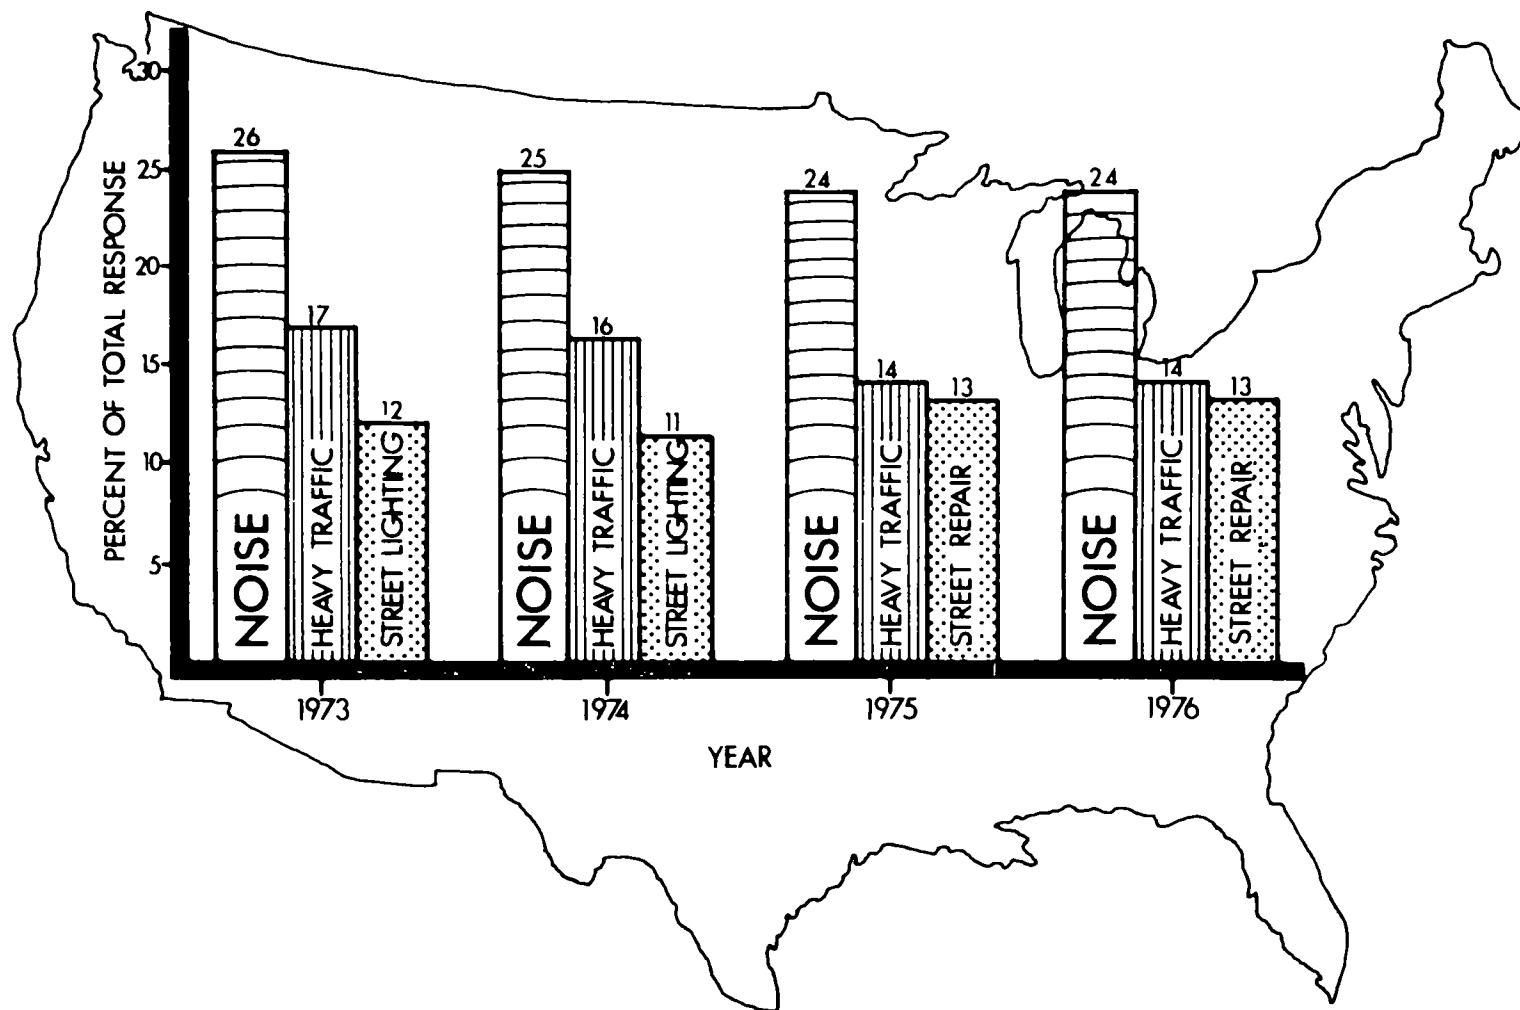 30
25
20
15
10
5
PERCENT OF TOTAL RESPONSE
26
NOISE
17
HEAVY TRAFFIC
12
STREET LIGHTING
25
NOISE
16
HEAVY TRAFFIC
11
STREET LIGHTING
24
NOISE
14
HEAVY TRAFFIC
13
STREET REPAIR
24
NOISE
14
HEAVY TRAFFIC
13
STREET REPAIR
1973 1974 1975 1976
YEAR